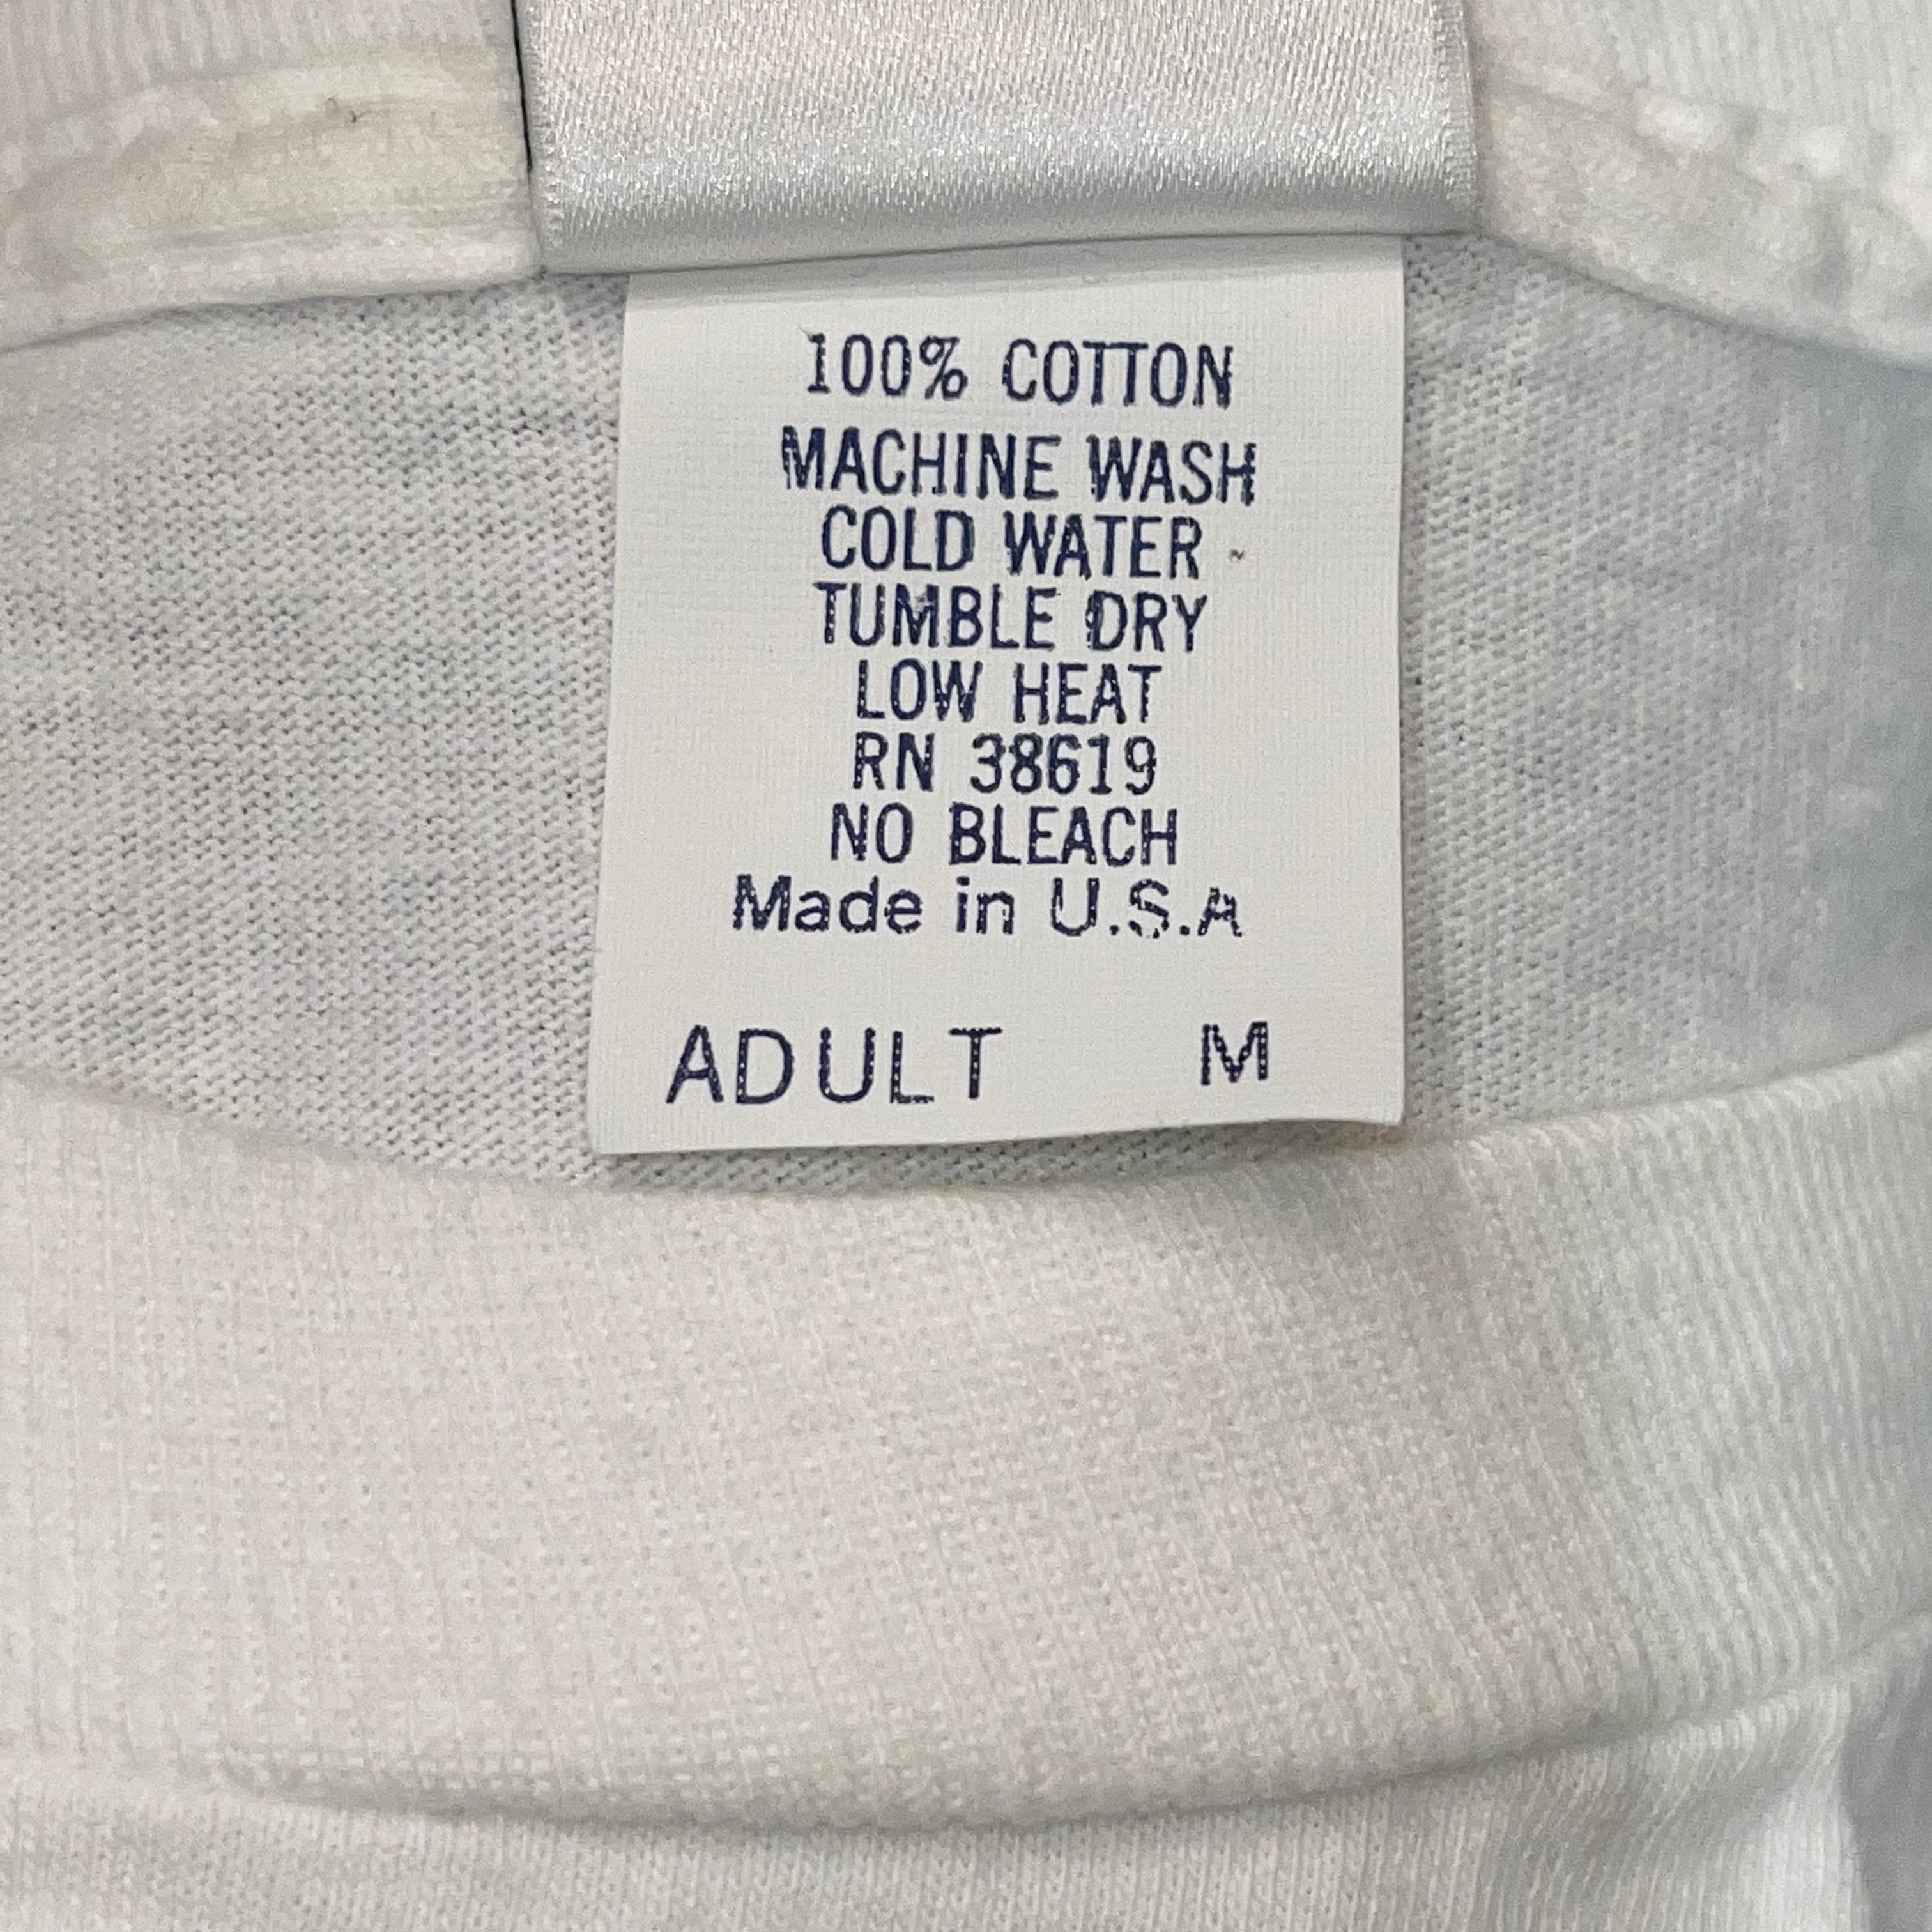 100% COTTON
MACHINE WASH
COLD WATER
TUMBLE DRY
LOW HEAT
RN 38619
NO BLEACH
Made in U.S.A
ADULT M